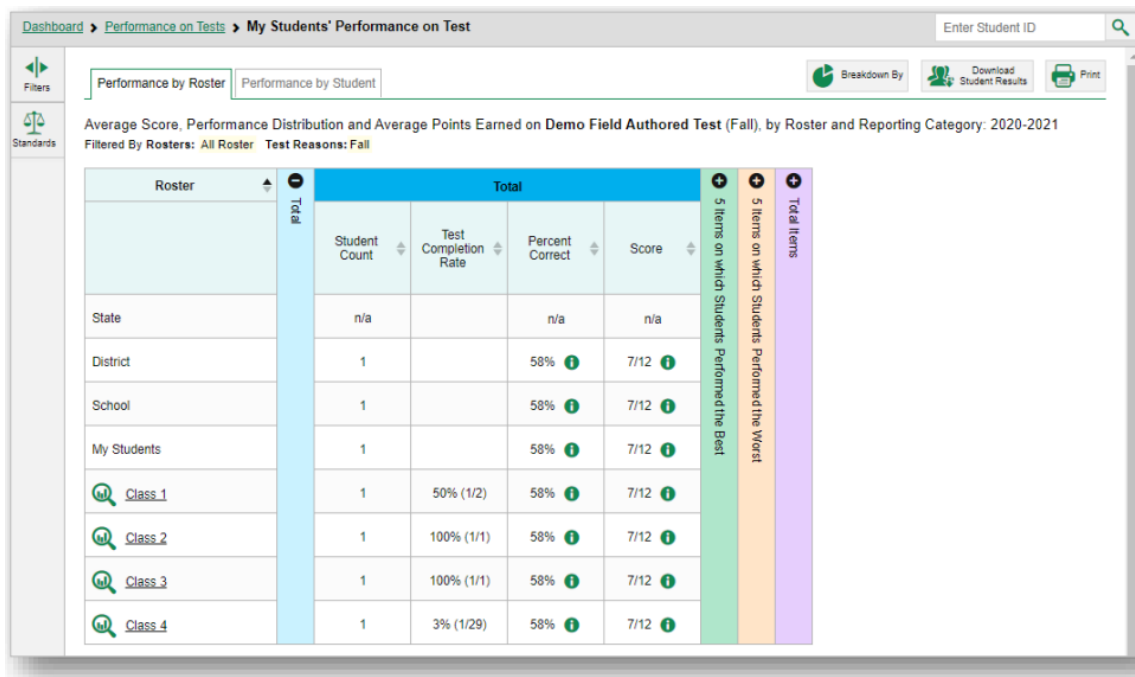 Dashboard > Performance on Tests > My Students' Performance on Test
Enter Student ID
Filters
Standards
Performance by Roster
Performance by Student
Breakdown By
Download
Student Results
Print
Average Score, Performance Distribution and Average Points Earned on Demo Field Authored Test (Fall), by Roster and Reporting Category: 2020-2021
Filtered By Rosters: All Roster Test Reasons: Fall
Roster
Total
Total
5 Items on which Students Performed the Best
5 Items on which Students Performed the Worst
Total Items
Student
Count
Test
Completion
Rate
Percent
Correct
Score
State n/a n/a n/a
District 1 58% 7/12
School 1 58% 7/12
My Students 1 58% 7/12
Class 1 1 50% (1/2) 58% 7/12
Class 2 1 100% (1/1) 58% 7/12
Class 3 1 100% (1/1) 58% 7/12
Class 4 1 3% (1/29) 58% 7/12